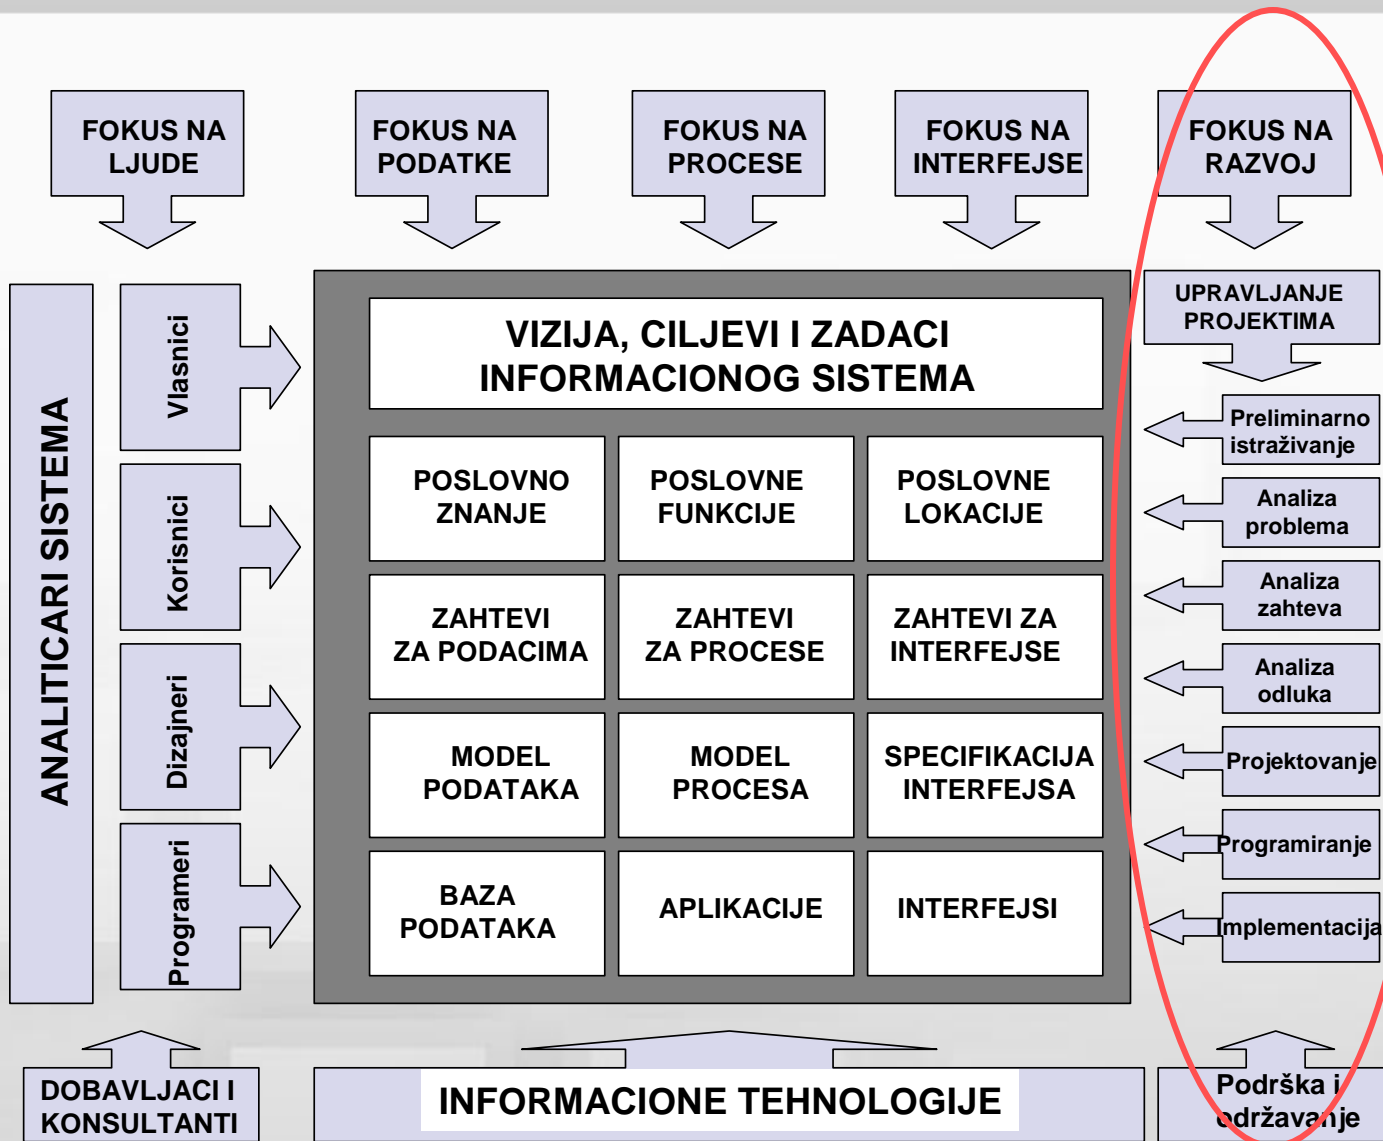 FOKUS NA
LJUDE
FOKUS NA
PODATKE
FOKUS NA
PROCESE
FOKUS NA
INTERFEJSE
FOKUS NA
RAZVOJ
ANALITICARI SISTEMA
Vlasnici
Korisnici
Dizajneri
Programeri
VIZIJA, CILJEVI I ZADACI
INFORMACIONOG SISTEMA
POSLOVNO
ZNANJE
POSLOVNE
FUNKCIJE
POSLOVNE
LOKACIJE
ZAHTEVI
ZA PODACIMA
ZAHTEVI
ZA PROCESE
ZAHTEVI ZA
INTERFEJSE
MODEL
PODATAKA
MODEL
PROCESA
SPECIFIKACIJA
INTERFEJSA
BAZA
PODATAKA
APLIKACIJE
INTERFEJSI
UPRAVLJANJE
PROJEKTIMA
Preliminarno
istraživanje
Analiza
problema
Analiza
zahteva
Analiza
odluka
Projektovanje
Programiranje
Implementacija
DOBAVLJACI I
KONSULTANTI
INFORMACIONE TEHNOLOGIJE
Podrška i
održavanje